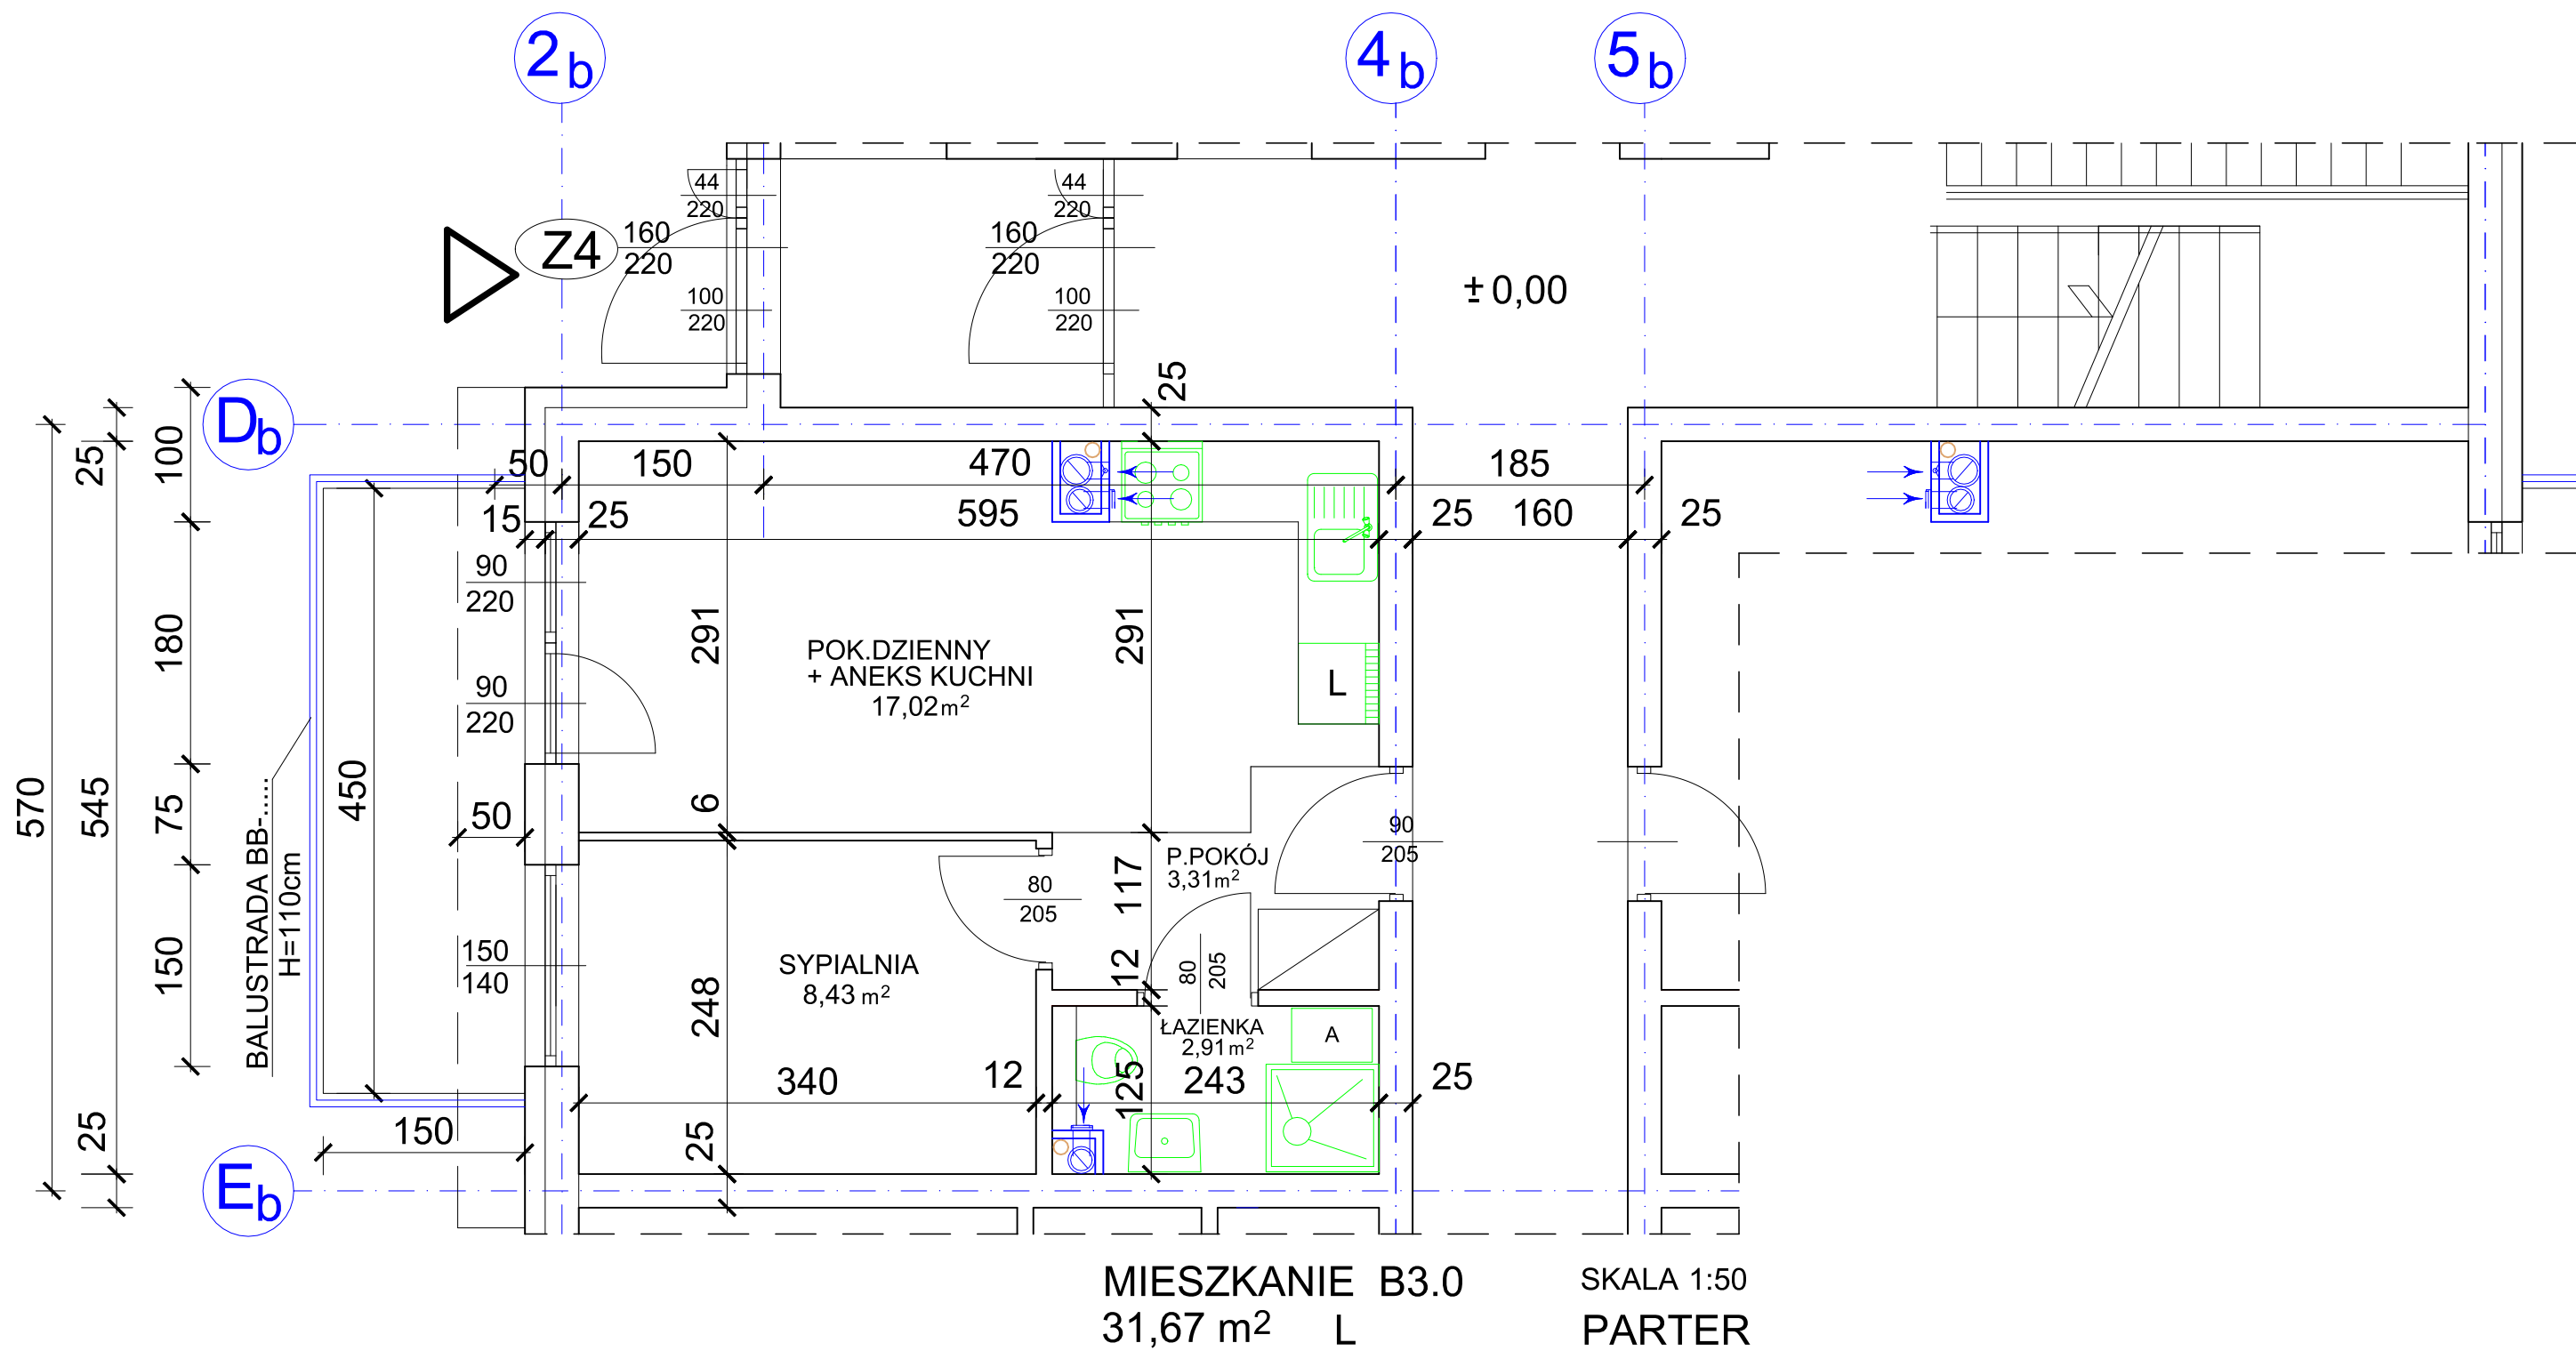 2b
4b
5b
44
220
44
220
Z4
160
220
160
220
100
220
100
220
± 0,00
25
Db
25
100
50
150
470
185
15
25
595
25
160
25
90
220
180
291
291
POK.DZIENNY
+ ANEKS KUCHNI
17,02m²
L
90
220
570
545
75
450
50
6
BALUSTRADA BB-.....
H=110cm
90
205
P.POKÓJ
3,31m²
117
80
205
150
150
140
SYPIALNIA
8,43 m²
248
12
80
205
ŁAZIENKA
2,91m²
A
340
12
125
243
25
25
150
25
Eb
MIESZKANIE B3.0
SKALA 1:50
31,67 m² L
PARTER